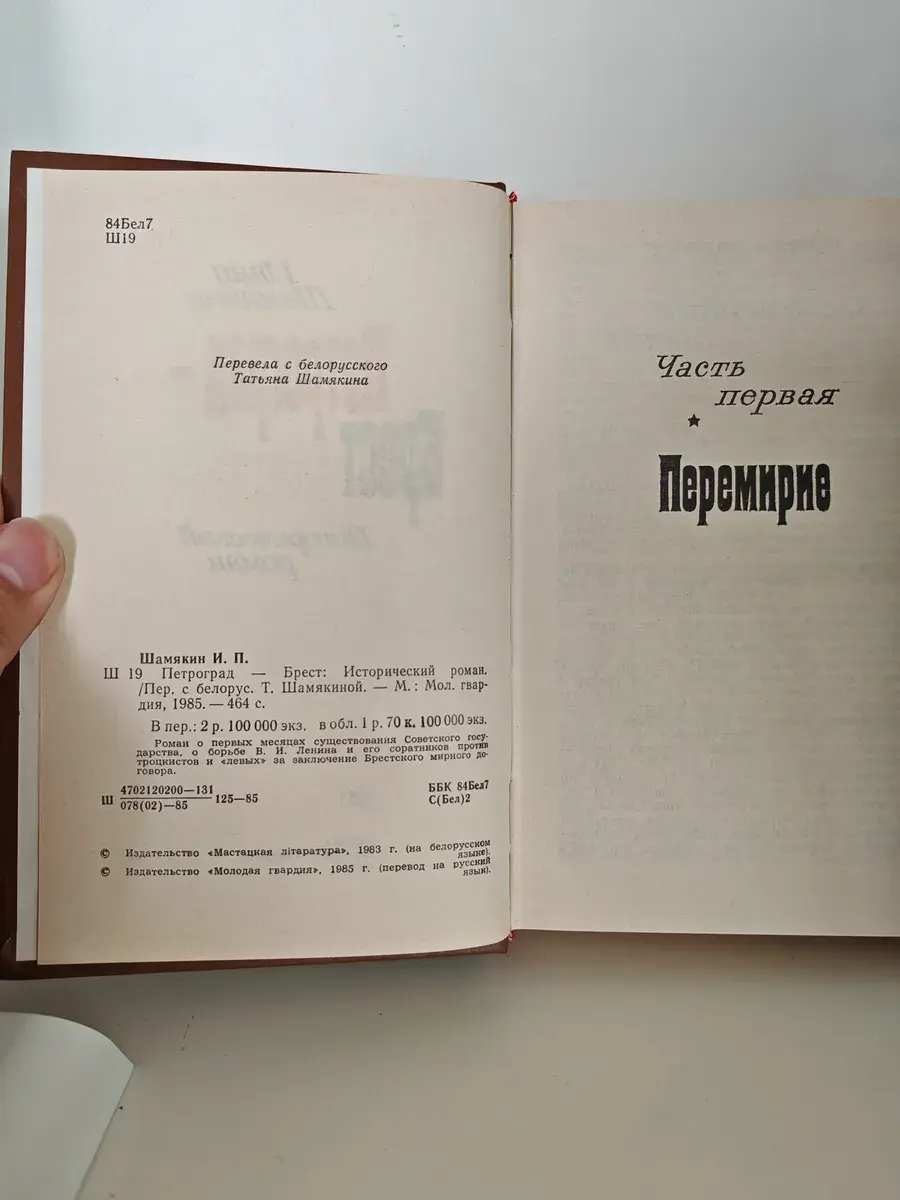 84Бел7
Ш19
Перевела с белорусского
Татьяна Шамякина
Шамякин И. П.
Ш 19 Петроград — Брест: Исторический роман.
/Пер. с белорус. Т. Шамякиной. — М.: Мол. гвар-
дия, 1985. — 464 с.
В пер.: 2 р. 100 000 экз. в обл. 1 р. 70 к. 100 000 экз.
Роман о первых месяцах существования Советского госу-
дарства, о борьбе В. И. Ленина и его соратников против
троцкистов и «левых» за заключение Брестского мирного до-
говора.
Ш 4702120200—131 125—85
078(02)—85
ББК 84Бел7
С(Бел)2
© Издательство «Мастацкая лiтаратура», 1983 г. (на белорусском
языке).
© Издательство «Молодая гвардия», 1985 г. (перевод на русский
язык).
Часть
первая
Перемирие